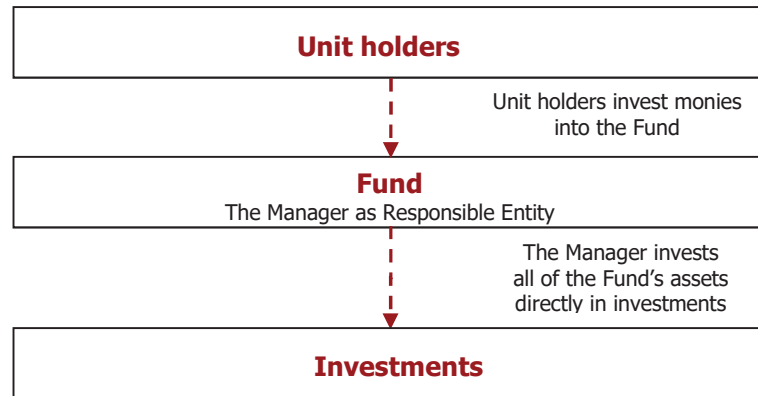 Unit holders
Unit holders invest monies
into the Fund
Fund
The Manager as Responsible Entity
The Manager invests
all of the Fund's assets
directly in investments
Investments